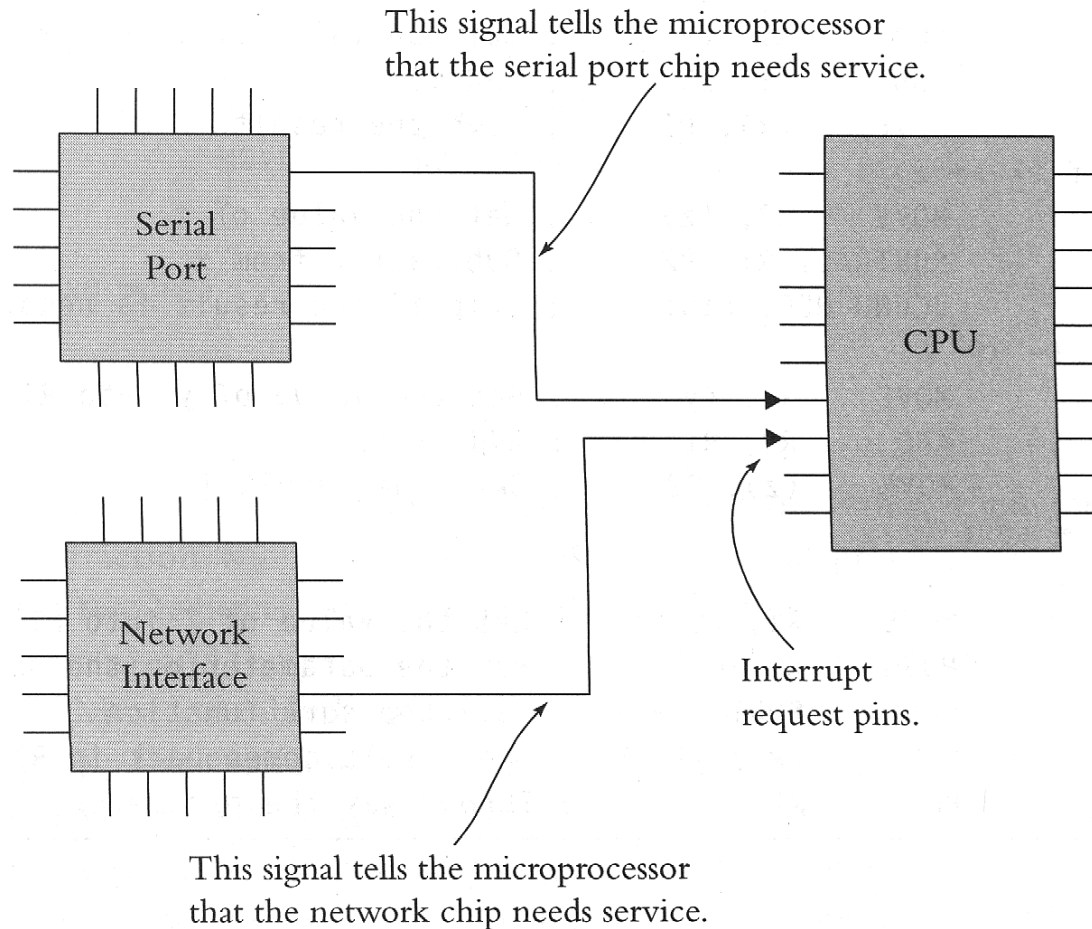 This signal tells the microprocessor
that the serial port chip needs service.
Serial
Port
CPU
Network
Interface
Interrupt
request pins.
This signal tells the microprocessor
that the network chip needs service.